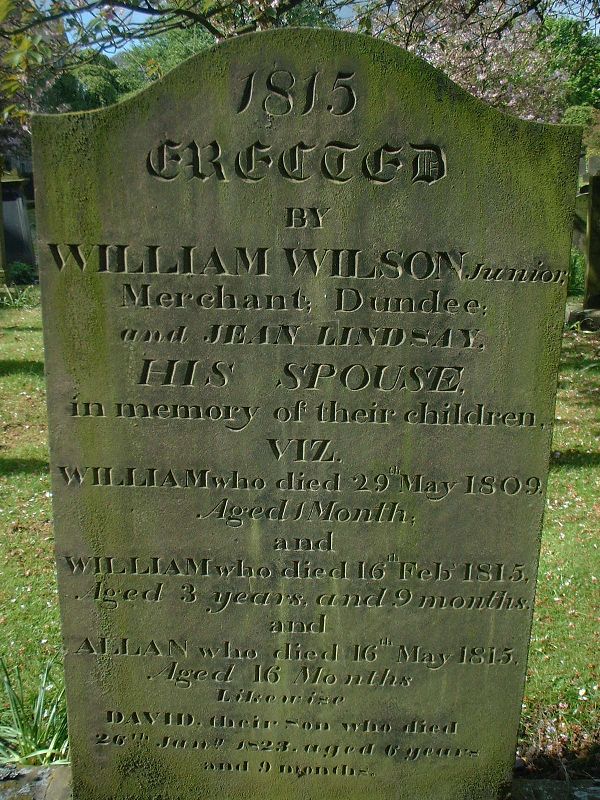 1815
ERECTED
BY
WILLIAM WILSON Junior,
Merchant, Dundee,
and JEAN LINDSAY,
HIS SPOUSE,
in memory of their children,
VIZ.
WILLIAM who died 29th May 1809.
Aged 1 Month;
and
WILLIAM who died 16th Feby 1815,
Aged 3 years, and 9 months,
and
ALLAN who died 16th May 1815,
Aged 16 Months
Likewise
DAVID, their Son who died
26th Jany 1823, aged 6 years
and 9 months.